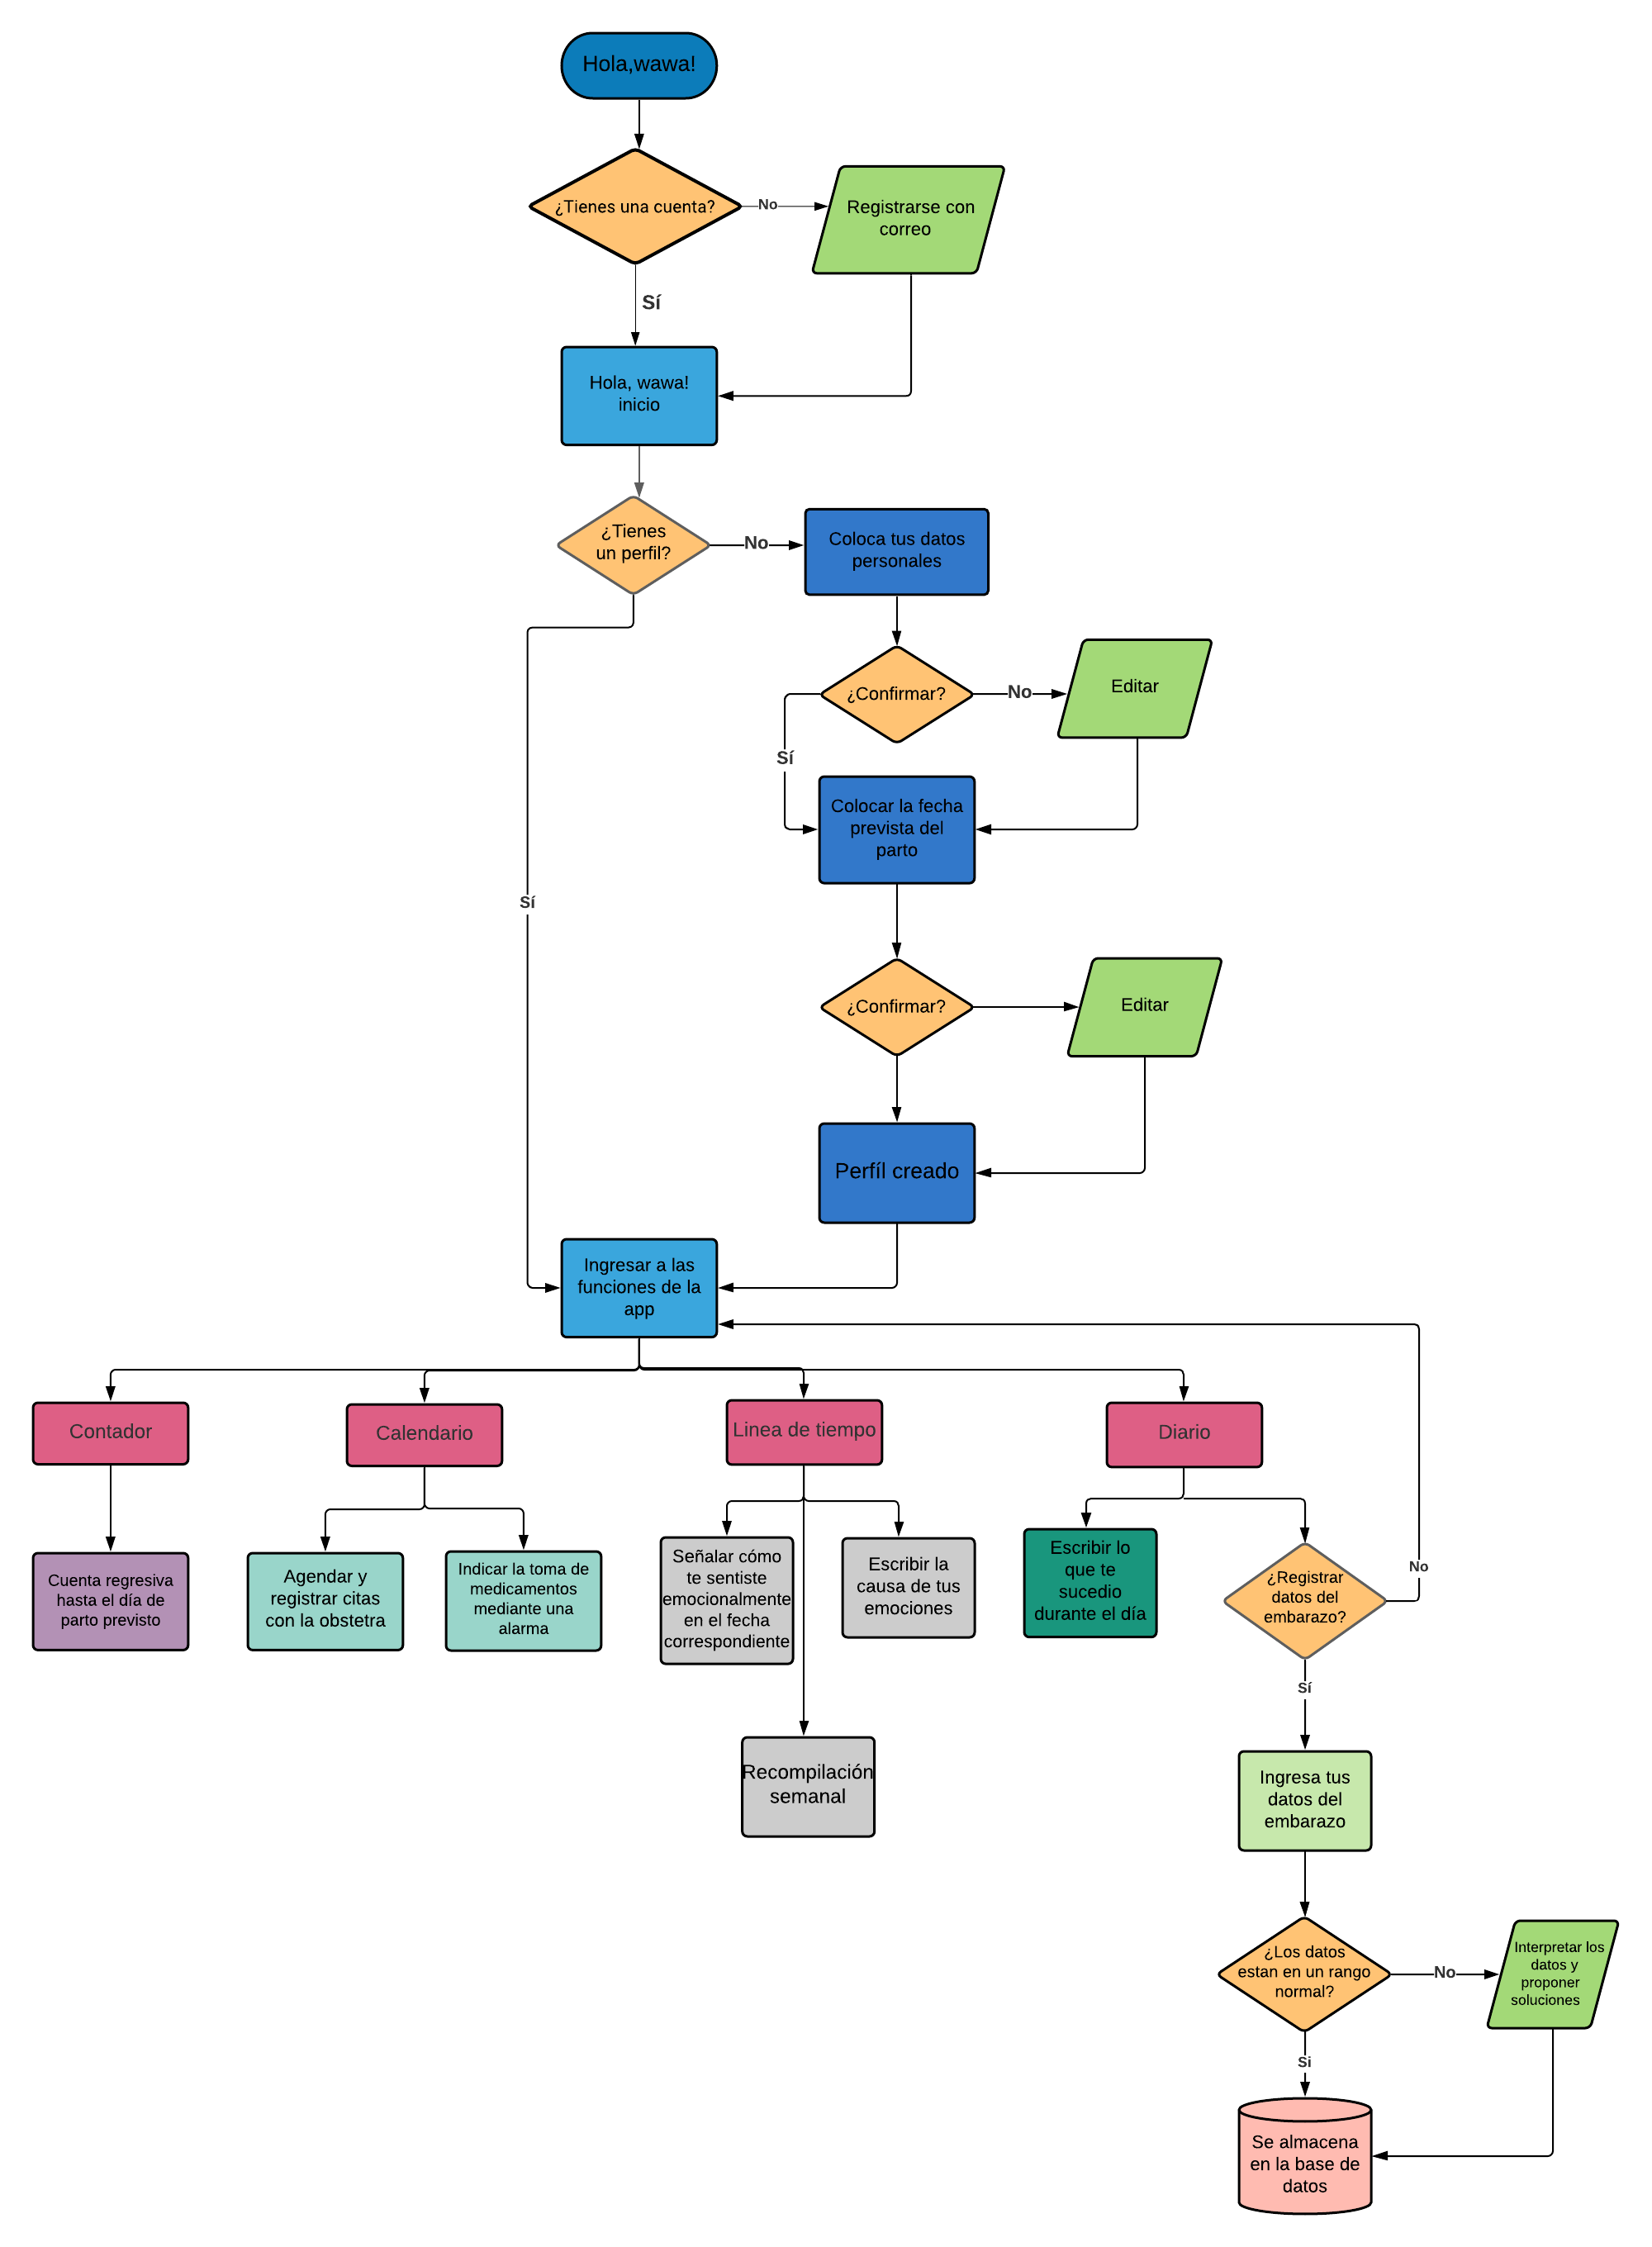 Hola,wawa!
¿Tienes una cuenta?
No
Registrarse con
correo
Sí
Hola, wawa!
inicio
¿Tienes
un perfil?
No
Coloca tus datos
personales
¿Confirmar?
No
Editar
Sí
Colocar la fecha
prevista del
parto
Sí
¿Confirmar?
Editar
Perfíl creado
Ingresar a las
funciones de la
app
Contador
Calendario
Linea de tiempo
Diario
Cuenta regresiva
hasta el día de
parto previsto
Agendar y
registrar citas
con la obstetra
Indicar la toma de
medicamentos
mediante una
alarma
Señalar cómo
te sentiste
emocionalmente
en el fecha
correspondiente
Escribir la
causa de tus
emociones
Escribir lo
que te
sucedio
durante el día
¿Registrar
datos del
embarazo?
No
Sí
Recompilación
semanal
Ingresa tus
datos del
embarazo
¿Los datos
estan en un rango
normal?
No
Interpretar los
datos y
proponer
soluciones
Si
Se almacena
en la base de
datos